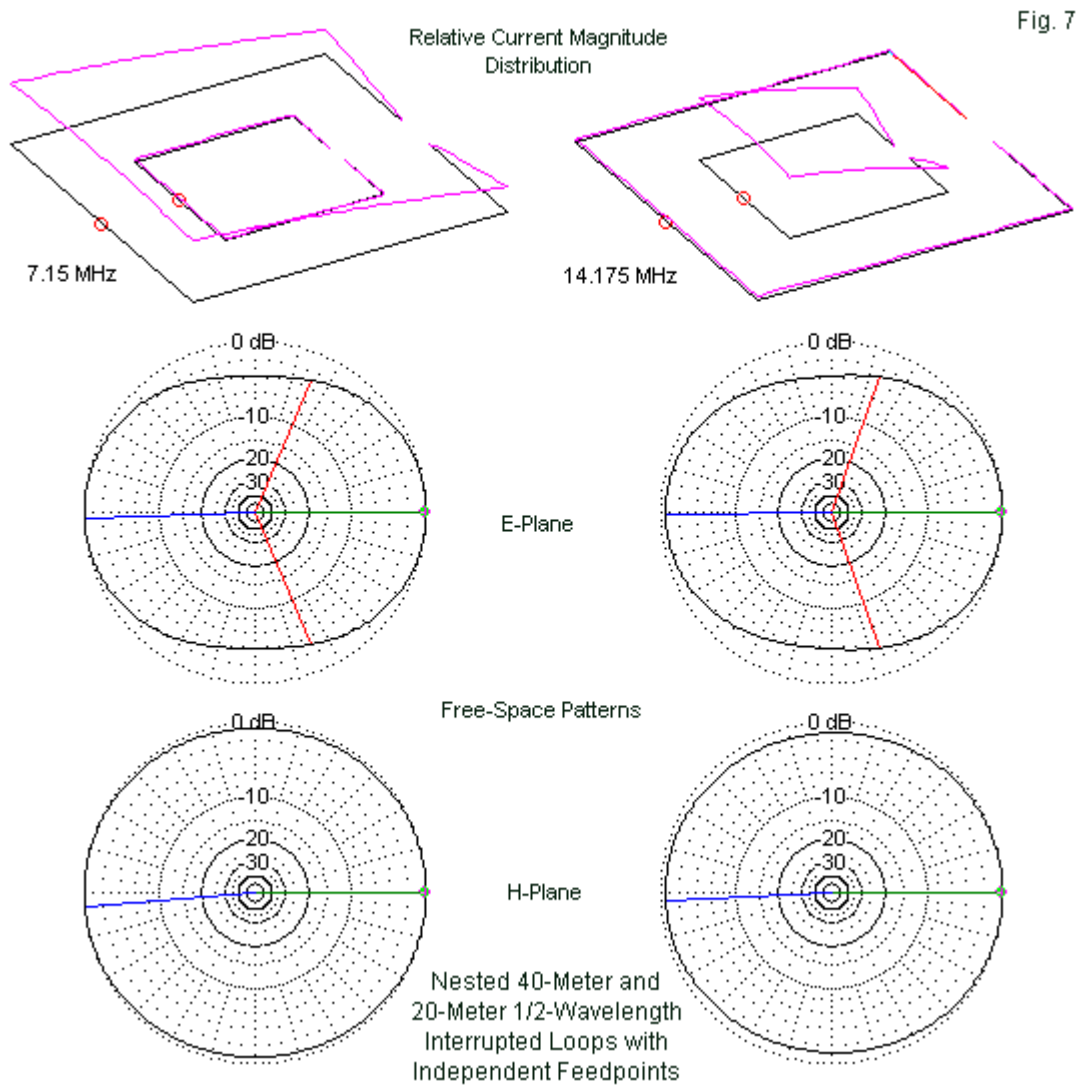 Fig. 7
Relative Current Magnitude
Distribution
7.15 MHz
14.175 MHz
0 dB
-10
-20
-30
0 dB
-10
-20
-30
E-Plane
Free-Space Patterns
0 dB
-10
-20
-30
0 dB
-10
-20
-30
H-Plane
Nested 40-Meter and
20-Meter 1/2-Wavelength
Interrupted Loops with
Independent Feedpoints